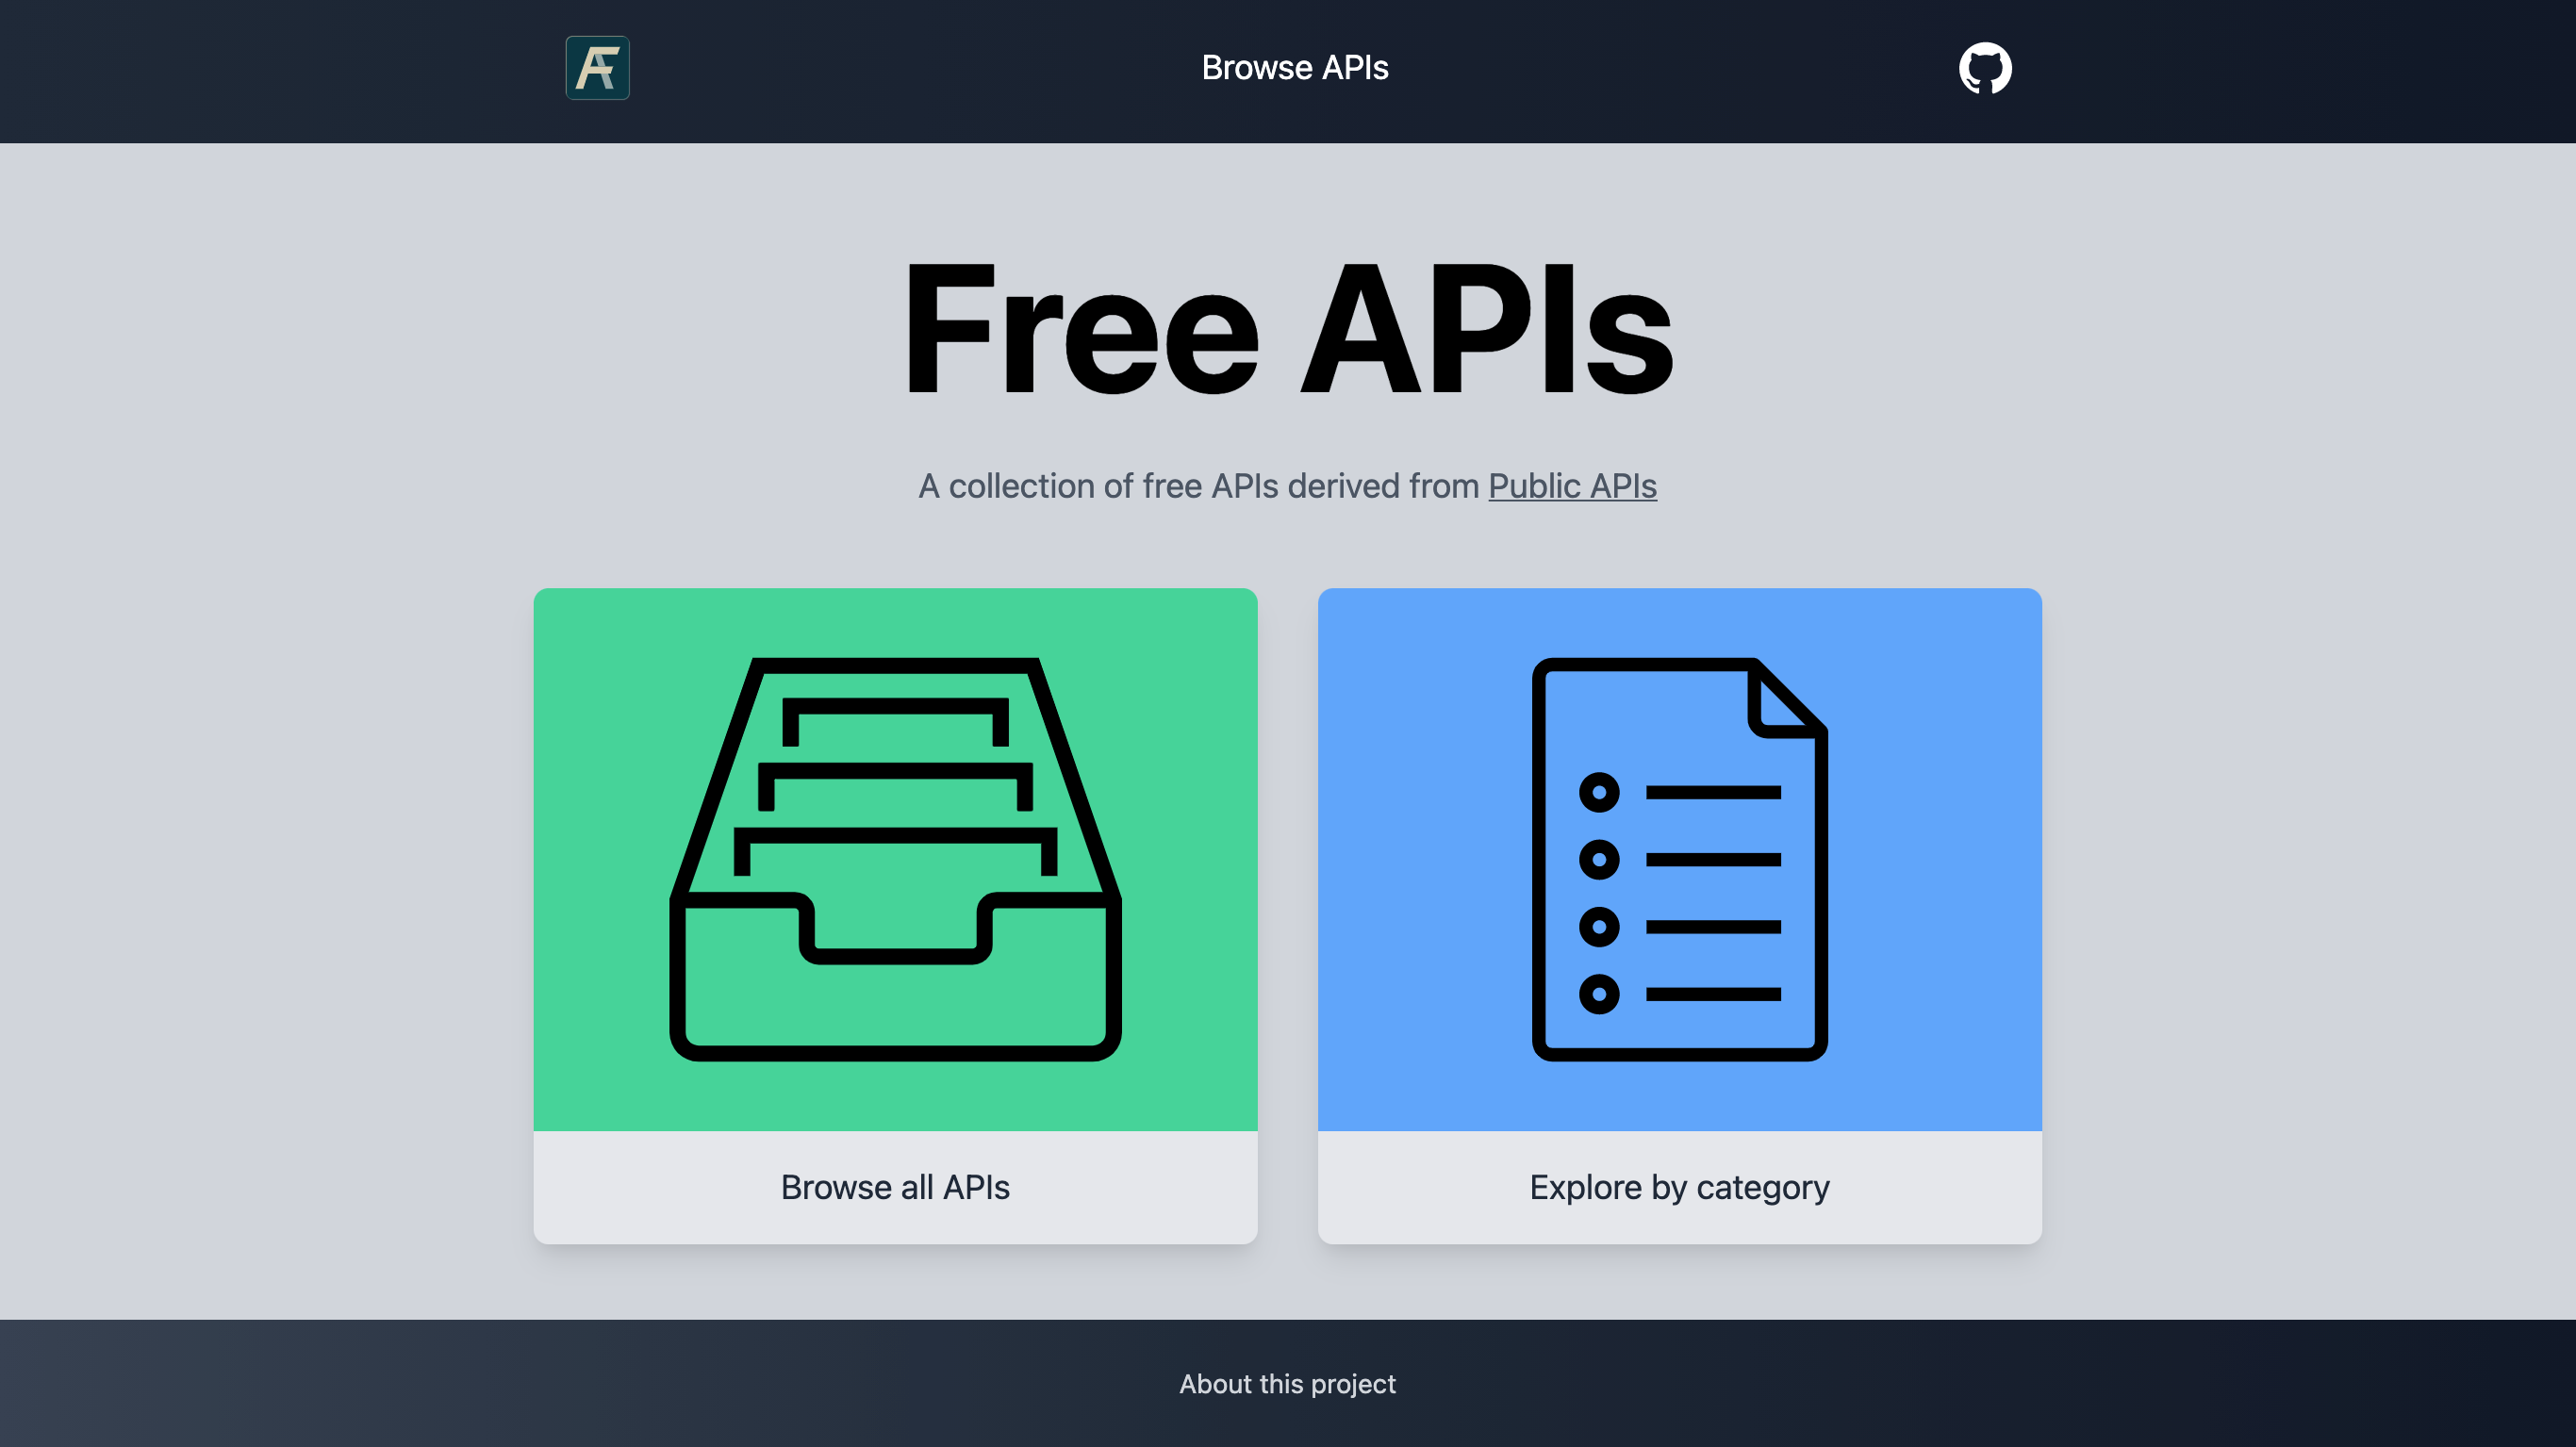 Browse APIs
Free APIs
A collection of free APIs derived from Public APIs
Browse all APIs
Explore by category
About this project